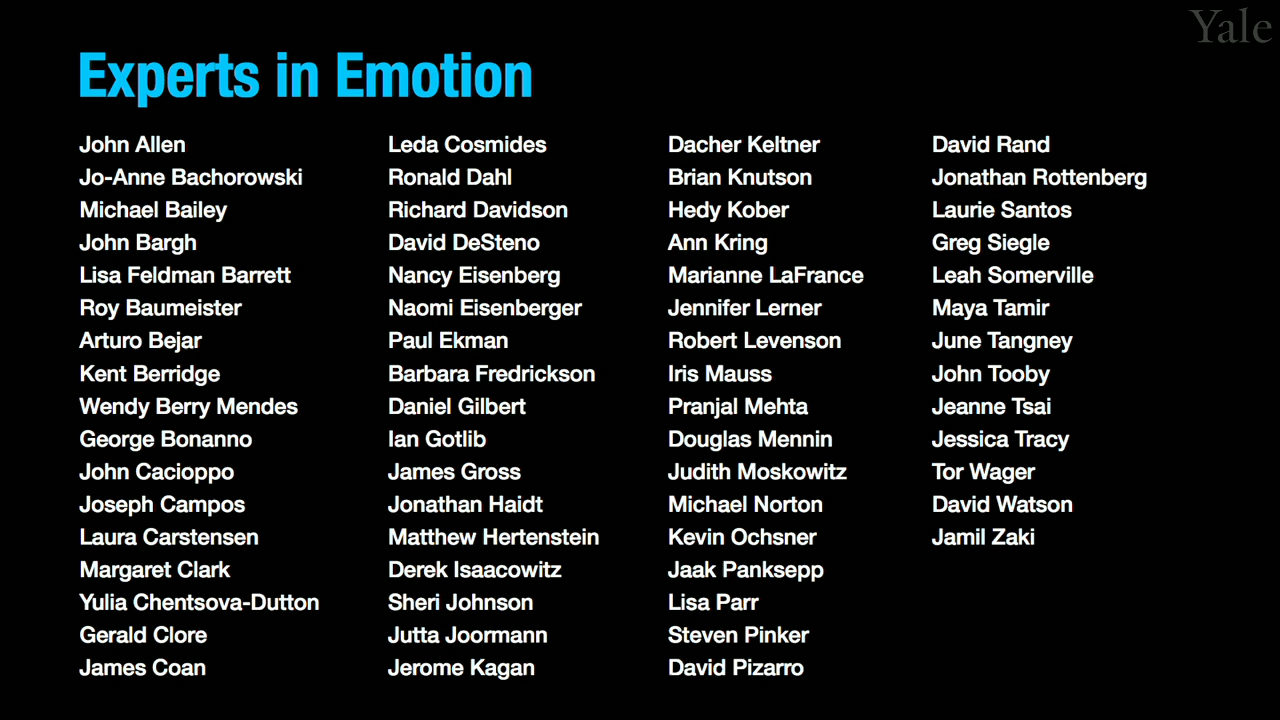 Yale
Experts in Emotion
John Allen
Jo-Anne Bachorowski
Michael Bailey
John Bargh
Lisa Feldman Barrett
Roy Baumeister
Arturo Bejar
Kent Berridge
Wendy Berry Mendes
George Bonanno
John Cacioppo
Joseph Campos
Laura Carstensen
Margaret Clark
Yulia Chentsova-Dutton
Gerald Clore
James Coan
Leda Cosmides
Ronald Dahl
Richard Davidson
David DeSteno
Nancy Eisenberg
Naomi Eisenberger
Paul Ekman
Barbara Fredrickson
Daniel Gilbert
Ian Gotlib
James Gross
Jonathan Haidt
Matthew Hertenstein
Derek Isaacowitz
Sheri Johnson
Jutta Joormann
Jerome Kagan
Dacher Keltner
Brian Knutson
Hedy Kober
Ann Kring
Marianne LaFrance
Jennifer Lerner
Robert Levenson
Iris Mauss
Pranjal Mehta
Douglas Mennin
Judith Moskowitz
Michael Norton
Kevin Ochsner
Jaak Panksepp
Lisa Parr
Steven Pinker
David Pizarro
David Rand
Jonathan Rottenberg
Laurie Santos
Greg Siegle
Leah Somerville
Maya Tamir
June Tangney
John Tooby
Jeanne Tsai
Jessica Tracy
Tor Wager
David Watson
Jamil Zaki